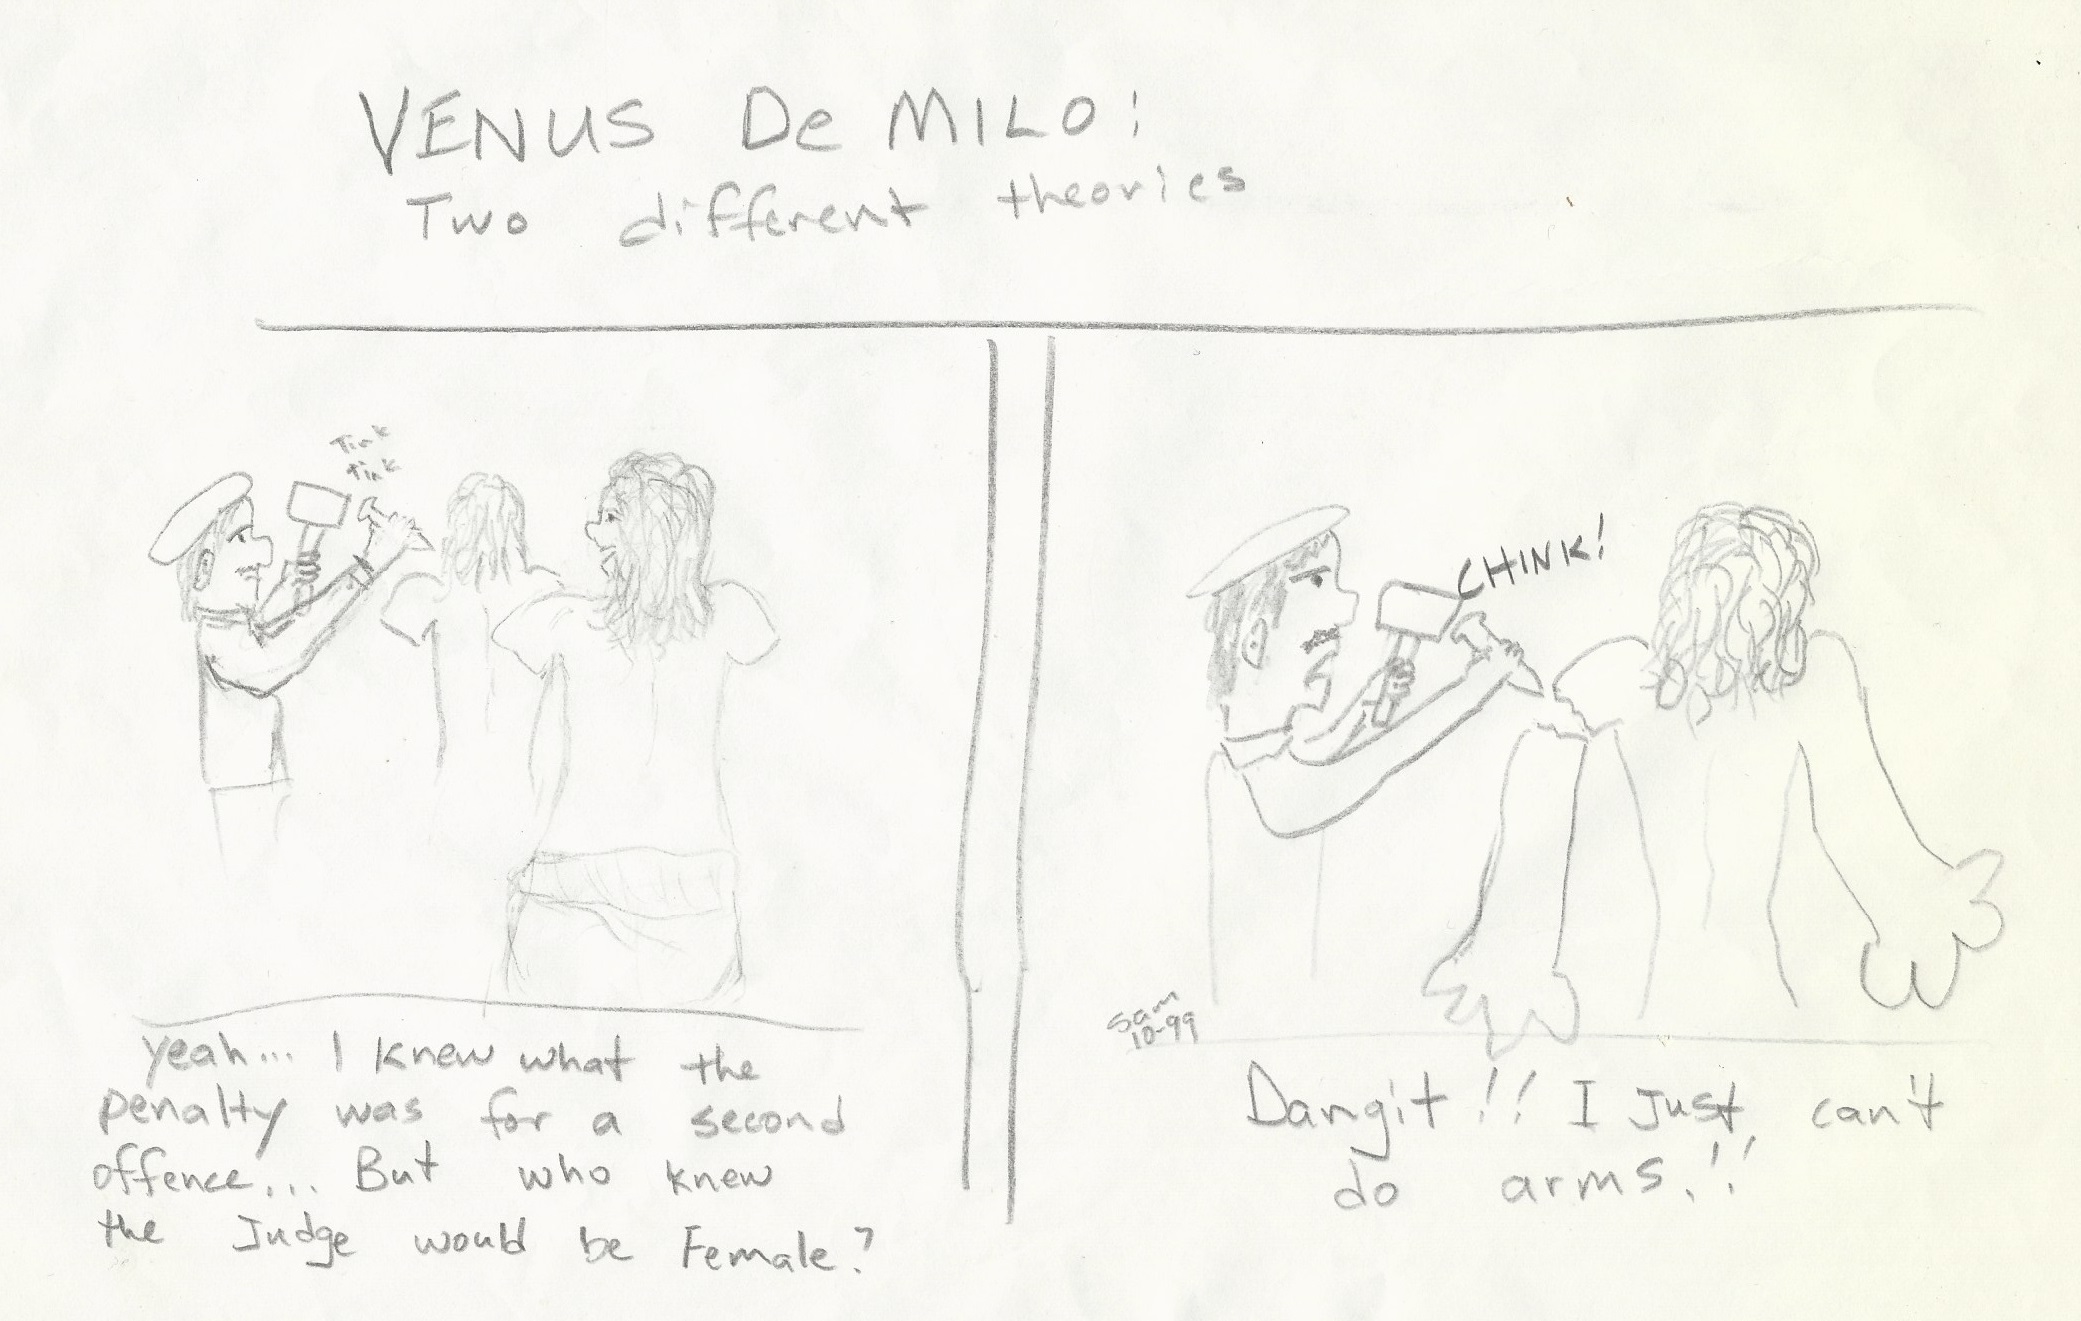 VENUS De MILO:
Two different theories
Tink
tink
CHINK!
Sam
10-99
yeah... I knew what the
penalty was for a second
offence... But who knew
the Judge would be Female?
Dangit!! I Just can't
do arms!!